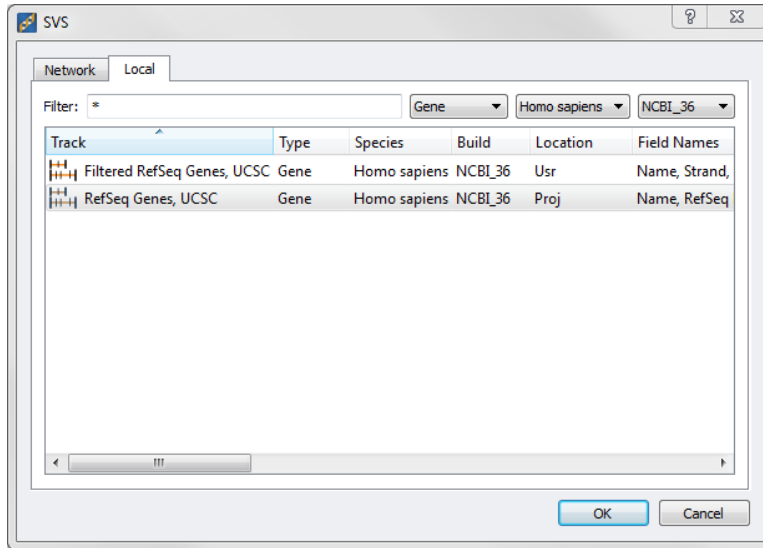 SVS
Network Local
Filter: * Gene Homo sapiens NCBI_36
Track Type Species Build Location Field Names
Filtered RefSeq Genes, UCSC Gene Homo sapiens NCBI_36 Usr Name, Strand,
RefSeq Genes, UCSC Gene Homo sapiens NCBI_36 Proj Name, RefSeq
OK Cancel